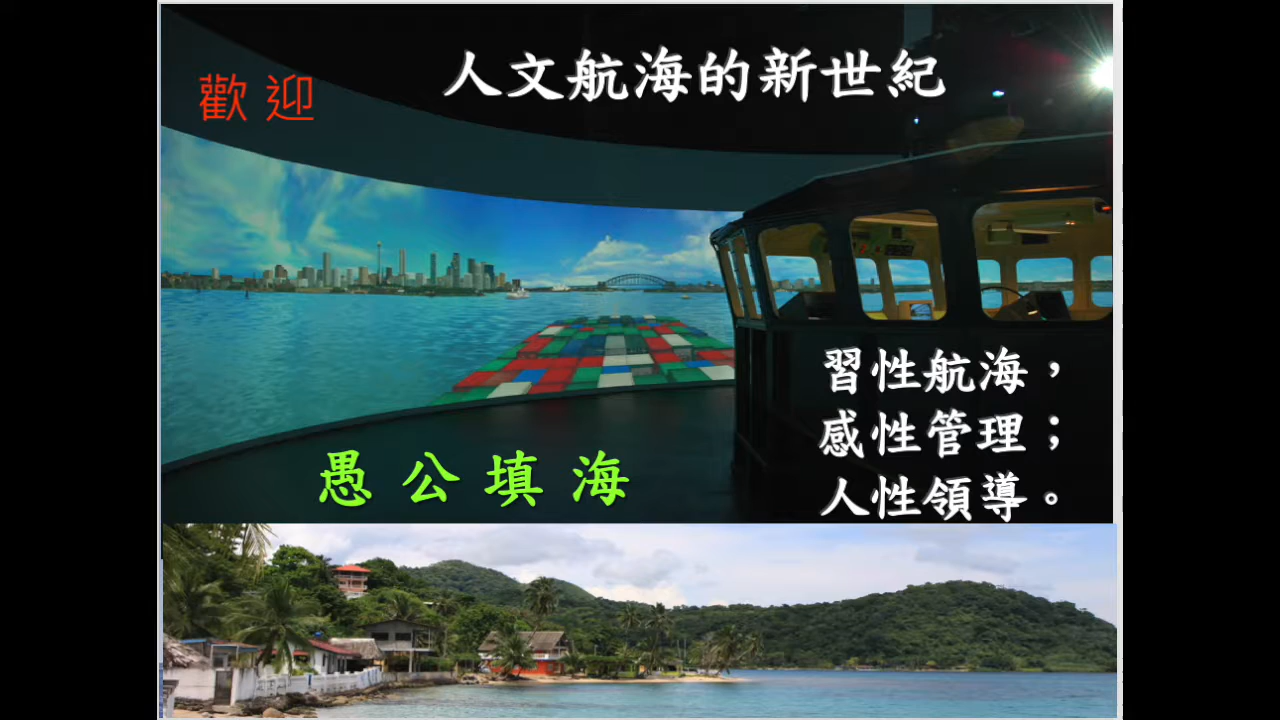 人文航海的新世紀
歡迎
習性航海，
感性管理；
人性領導。
愚公填海